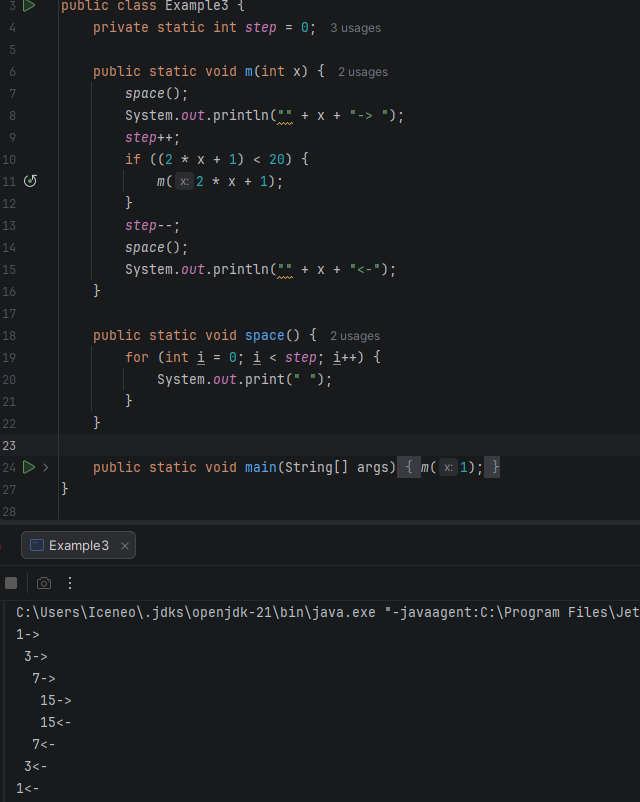 3 public class Example3 {
4 private static int step = 0; 3 usages
5
6 public static void m(int x) { 2 usages
7 space();
8 System.out.println("" + x + "-> ");
9 step++;
10 if ((2 * x + 1) < 20) {
11 m( x: 2 * x + 1);
12 }
13 step--;
14 space();
15 System.out.println("" + x + "<-");
16 }
17
18 public static void space() { 2 usages
19 for (int i = 0; i < step; i++) {
20 System.out.print(" ");
21 }
22 }
23
24 public static void main(String[] args) { m( x: 1); }
27 }
28
Example3
C:\Users\Iceneo\.jdks\openjdk-21\bin\java.exe "-javaagent:C:\Program Files\Jet
1->
 3->
  7->
   15->
   15<-
  7<-
 3<-
1<-